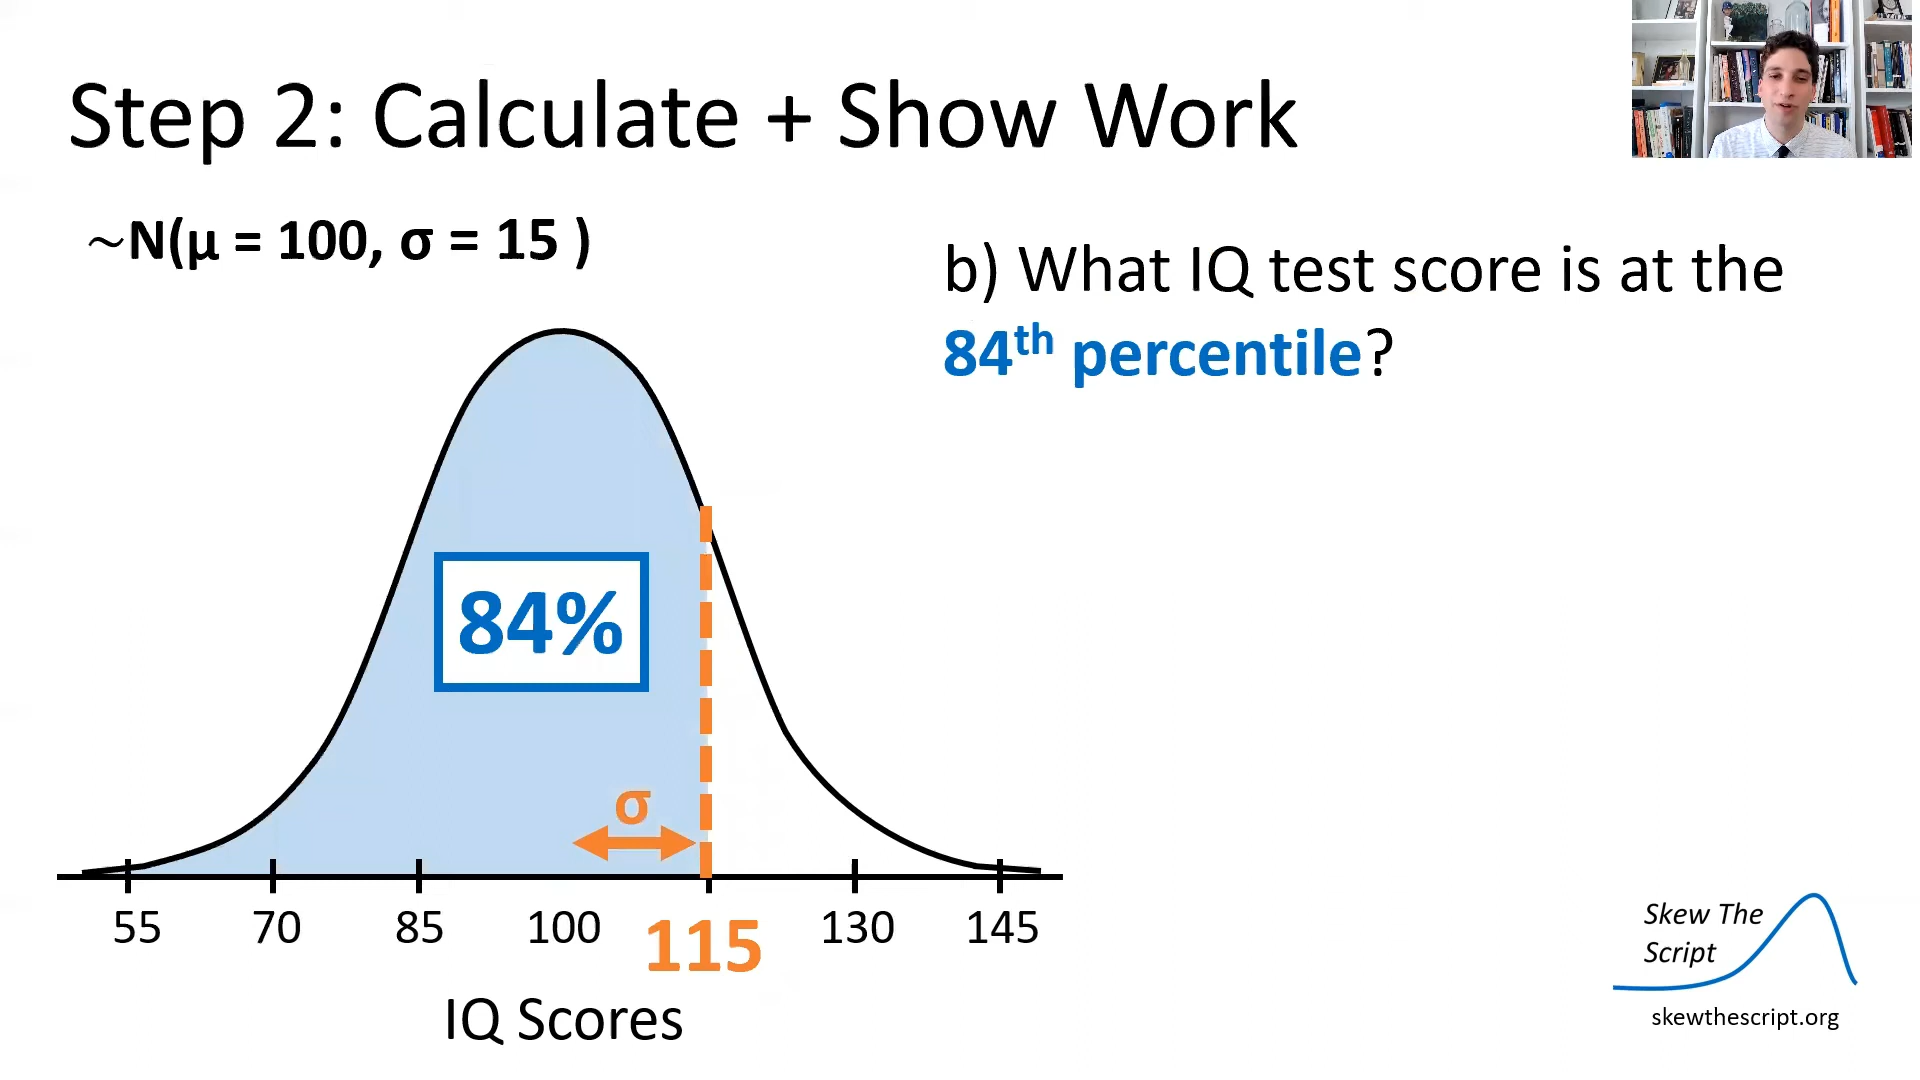 Step 2: Calculate + Show Work
~N(μ = 100, σ = 15 )
b) What IQ test score is at the
84th percentile?
84%
σ
55 70 85 100 115 130 145
IQ Scores
Skew The
Script
skewthescript.org